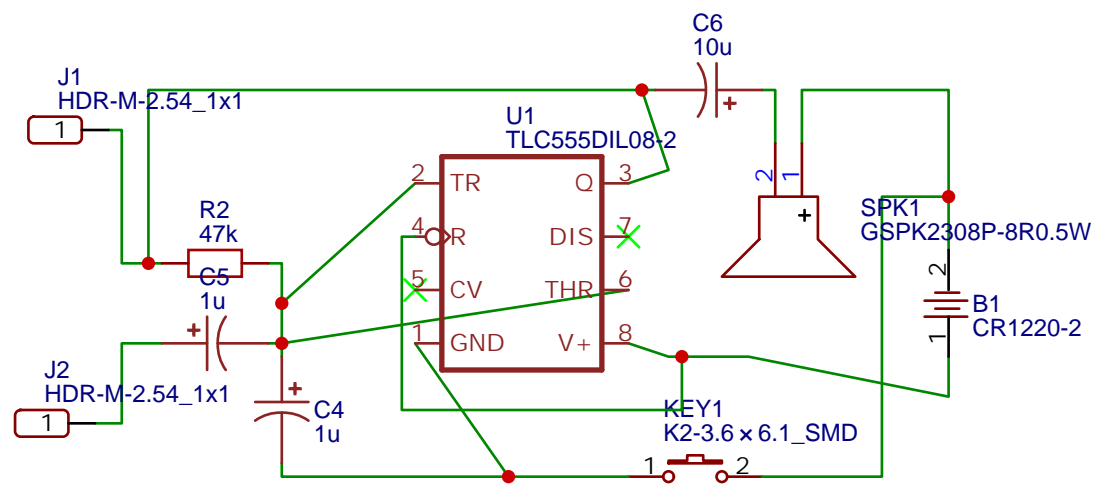 C6
10u
J1
HDR-M-2.54_1x1
1
+
U1
TLC555DIL08-2
2 TR Q 3
4 R DIS 7
5 CV THR 6
1 GND V+ 8
2 1
+
R2
47k
C5
1u
+
SPK1
GSPK2308P-8R0.5W
2
B1
CR1220-2
1
J2
HDR-M-2.54_1x1
1
+
C4
1u
KEY1
K2-3.6×6.1_SMD
1 2